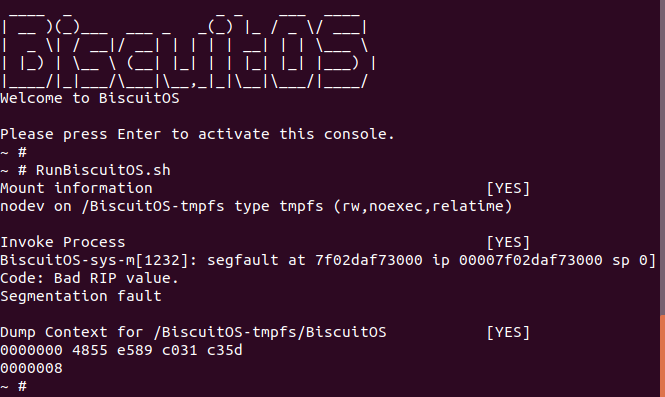 BiscuitOS
Welcome to BiscuitOS
Please press Enter to activate this console.
~ #
~ # RunBiscuitOS.sh
Mount information [YES]
nodev on /BiscuitOS-tmpfs type tmpfs (rw,noexec,relatime)
Invoke Process [YES]
BiscuitOS-sys-m[1232]: segfault at 7f02daf73000 ip 00007f02daf73000 sp 0]
Code: Bad RIP value.
Segmentation fault
Dump Context for /BiscuitOS-tmpfs/BiscuitOS [YES]
0000000 4855 e589 c031 c35d
0000008
~ #